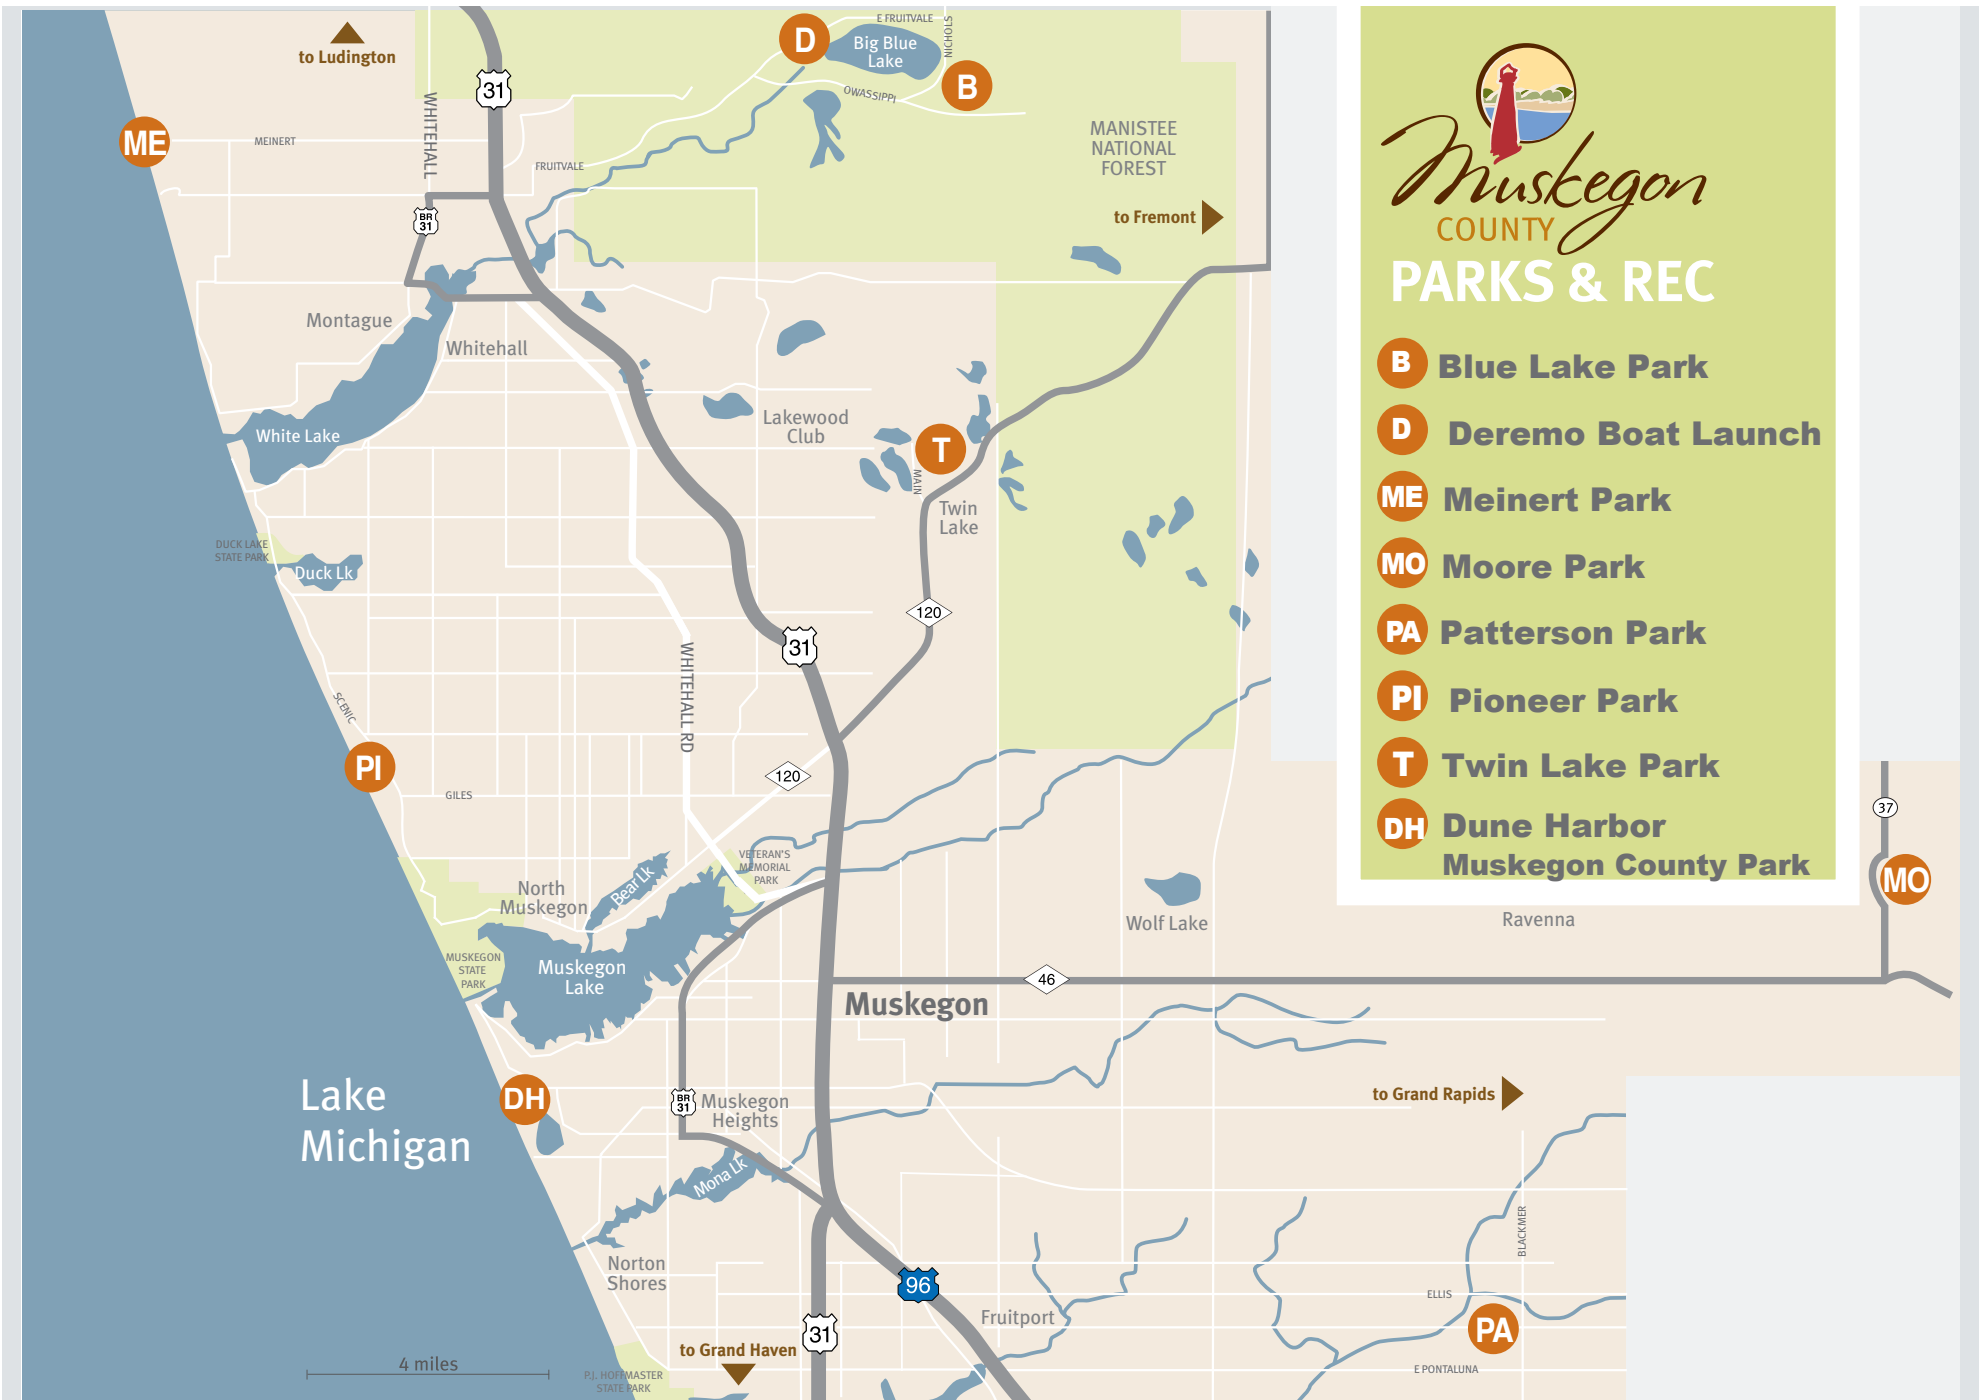 to Ludington
31
WHITEHALL
ME
MEINERT
D
E FRUITVALE
NICHOLS
Big Blue
Lake
B
OWASSIPPI
FRUITVALE
MANISTEE
NATIONAL
FOREST
to Fremont
BR
31
Montague
Whitehall
White Lake
Lakewood
Club
T
MAIN
Twin
Lake
DUCK LAKE
STATE PARK
Duck Lk
120
31
WHITEHALL RD
SCENIC
PI
GILES
120
VETERAN'S
MEMORIAL
PARK
North
Muskegon
Bear Lk
MUSKEGON
STATE
PARK
Muskegon
Lake
Wolf Lake
46
Muskegon
Lake
Michigan
DH
BR
31
Muskegon
Heights
Mona Lk
Norton
Shores
96
Fruitport
31
to Grand Haven
4 miles
P.J. HOFFMASTER
STATE PARK
to Grand Rapids
BLACKMER
ELLIS
PA
E PONTALUNA
Ravenna
37
MO
Muskegon
COUNTY
PARKS & REC
B Blue Lake Park
D Deremo Boat Launch
ME Meinert Park
MO Moore Park
PA Patterson Park
PI Pioneer Park
T Twin Lake Park
DH Dune Harbor
Muskegon County Park